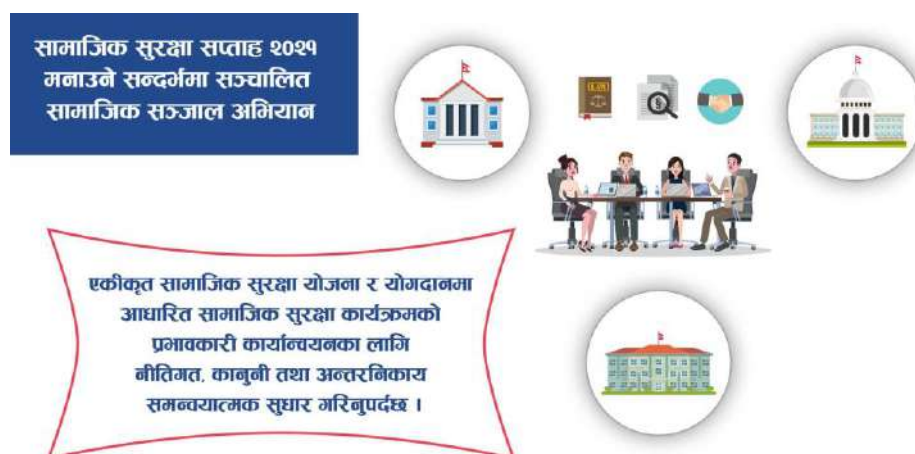 सामाजिक सुरक्षा सप्ताह २०२१
मनाउने सन्दर्भमा सञ्चालित
सामाजिक सञ्जाल अभियान
एकीकृत सामाजिक सुरक्षा योजना र योगदानमा
आधारित सामाजिक सुरक्षा कार्यक्रमको
प्रभावकारी कार्यान्वयनका लागि
नीतिगत, कानुनी तथा अन्तरनिकाय
समन्वयात्मक सुधार गरिनुपर्दछ ।